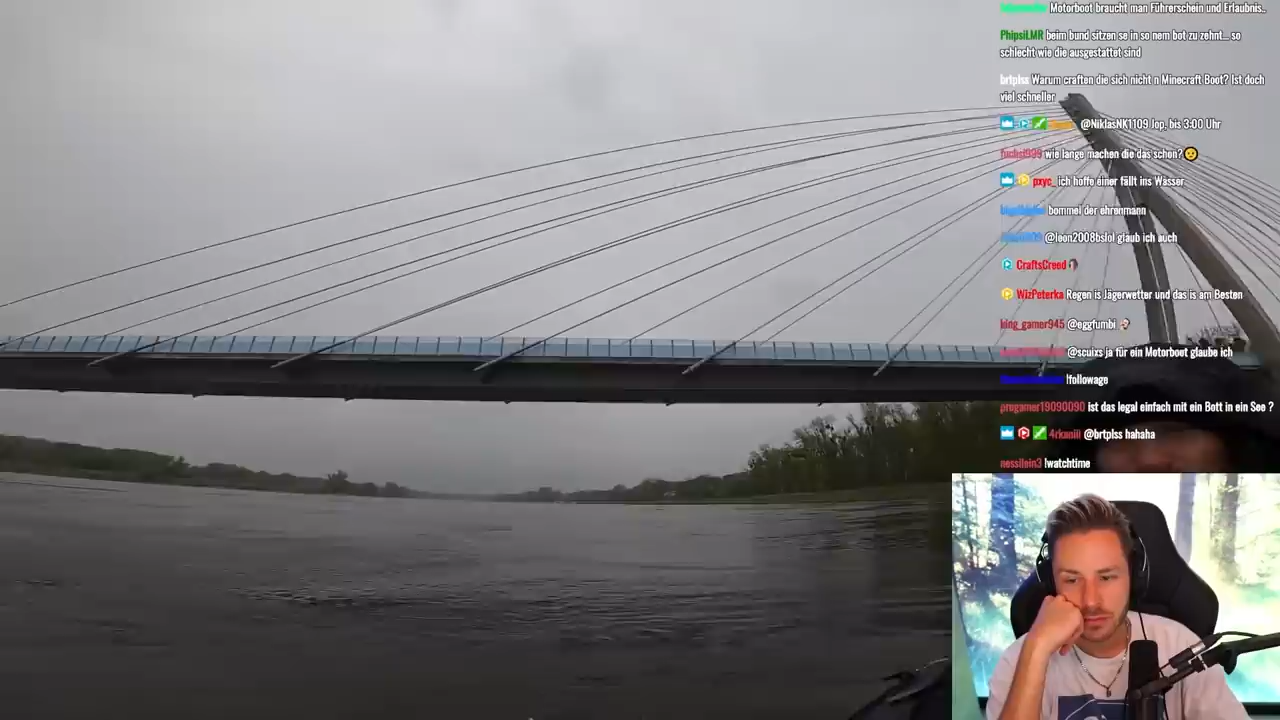 Motorboot braucht man Führerschein und Erlaubnis..
PhipsiLMR beim bund sitzen se in so nem bot zu zehnt... so
schlecht wie die ausgestattet sind
brtplss Warum craften die sich nicht n Minecraft Boot? Ist doch
viel schneller
@NiklasNK1109 Jop, bis 3:00 Uhr
wie lange machen die das schon?
pxyc_ ich hoffe einer fällt ins Wasser
bommel der ehrenmann
@leon2008bslol glaub ich auch
CraftsCreed
WizPeterka Regen is Jägerwetter und das is am Besten
king_gamer945 @eggfumbi
@scuixs ja für ein Motorboot glaube ich
!followage
progamer19090090 ist das legal einfach mit ein Bott in ein See ?
4rkaniii @brtplss hahaha
nessilein3 !watchtime